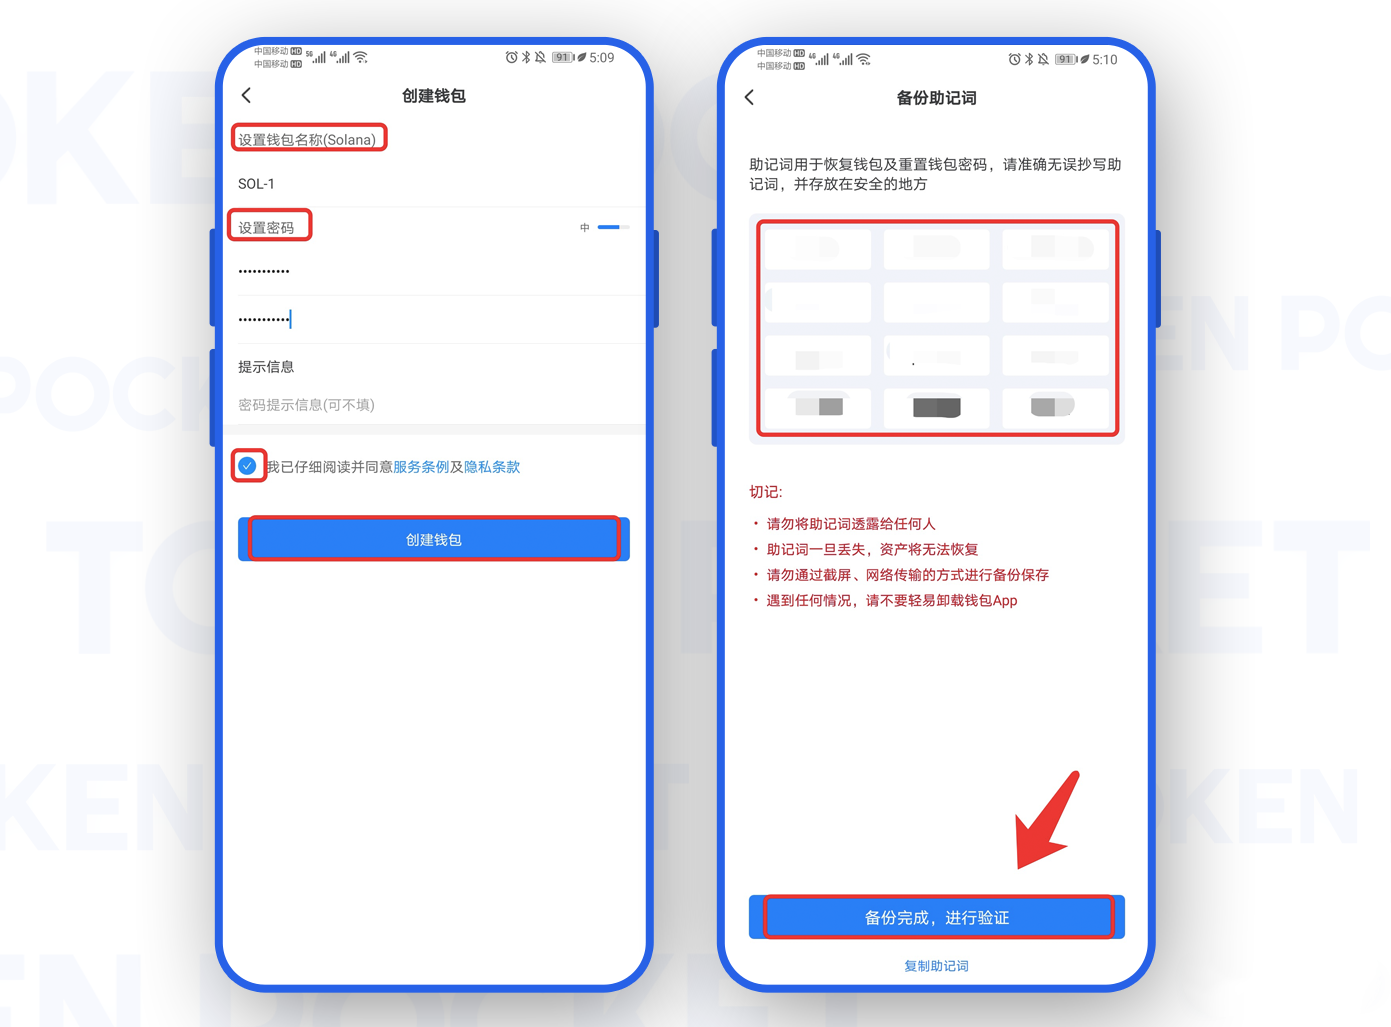 中国移动 HD 5G 4G 91 5:09
中国移动 HD
创建钱包
设置钱包名称(Solana)
SOL-1
设置密码 中
•••••••••••
•••••••••••
提示信息
密码提示信息(可不填)
我已仔细阅读并同意服务条例及隐私条款
创建钱包
中国移动 HD 4G 4G 91 5:10
中国移动 HD
备份助记词
助记词用于恢复钱包及重置钱包密码，请准确无误抄写助
记词，并存放在安全的地方
切记:
• 请勿将助记词透露给任何人
• 助记词一旦丢失，资产将无法恢复
• 请勿通过截屏、网络传输的方式进行备份保存
• 遇到任何情况，请不要轻易卸载钱包App
备份完成，进行验证
复制助记词